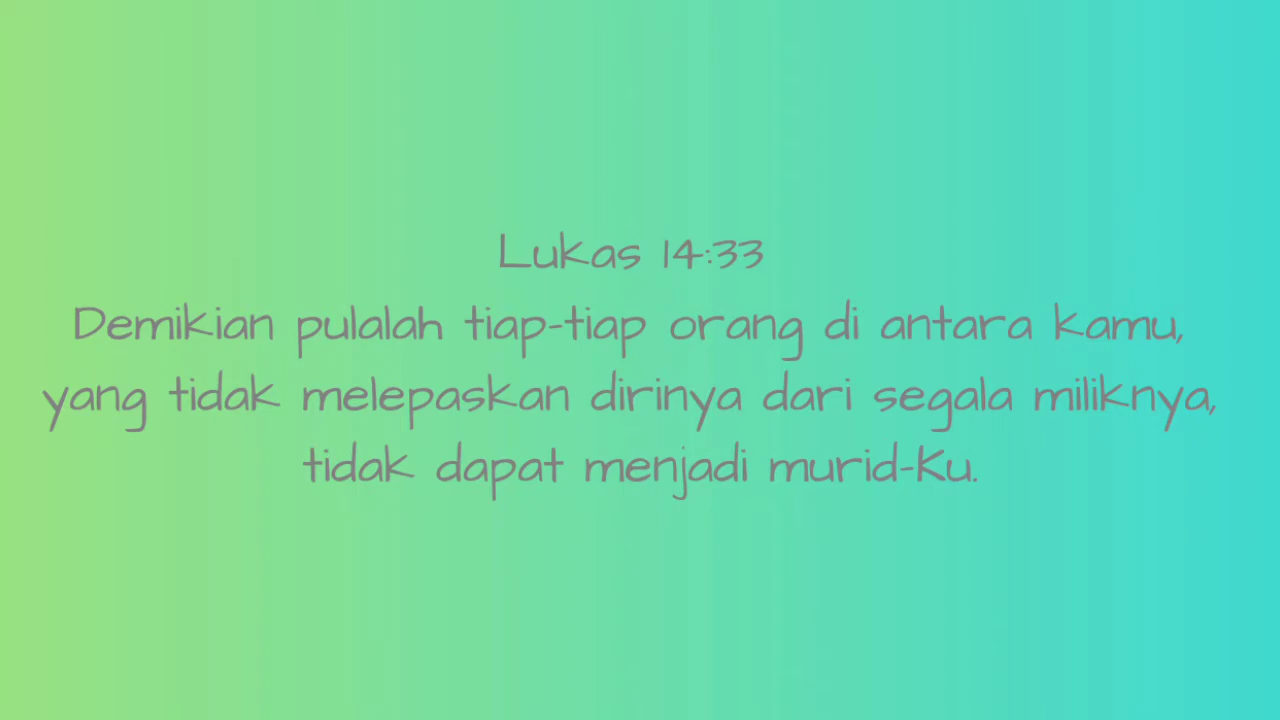 Lukas 14:33
Demikian pulalah tiap-tiap orang di antara kamu,
yang tidak melepaskan dirinya dari segala miliknya,
tidak dapat menjadi murid-Ku.